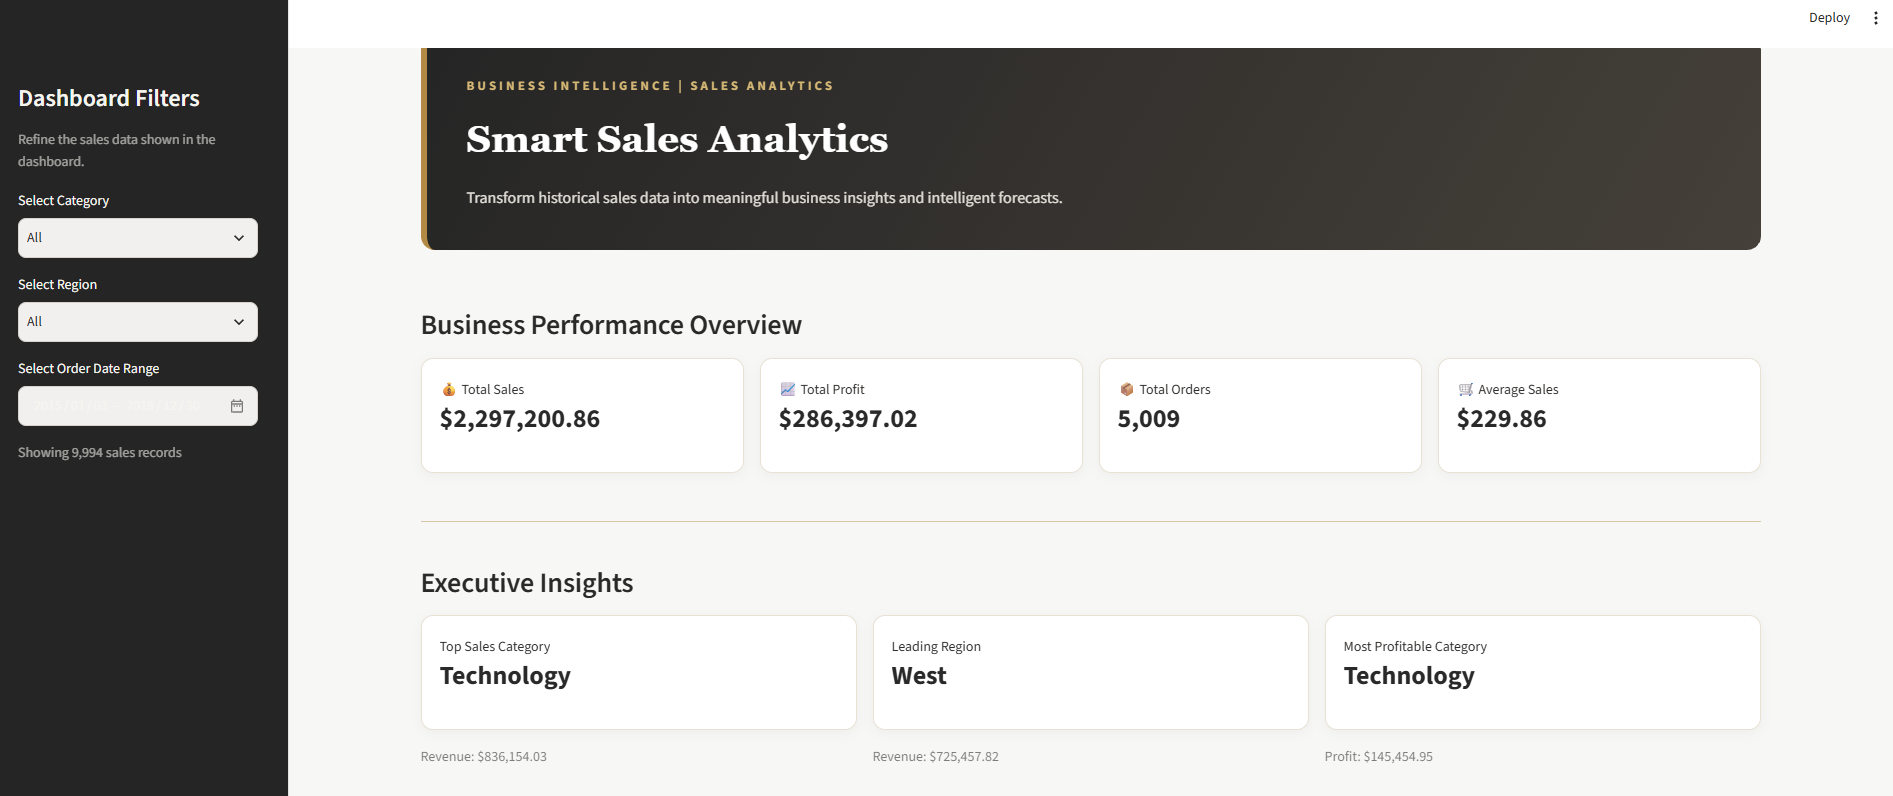 Deploy
Dashboard Filters
Refine the sales data shown in the
dashboard.
Select Category
All
Select Region
All
Select Order Date Range
Showing 9,994 sales records
BUSINESS INTELLIGENCE | SALES ANALYTICS
Smart Sales Analytics
Transform historical sales data into meaningful business insights and intelligent forecasts.
Business Performance Overview
Total Sales
$2,297,200.86
Total Profit
$286,397.02
Total Orders
5,009
Average Sales
$229.86
Executive Insights
Top Sales Category
Technology
Revenue: $836,154.03
Leading Region
West
Revenue: $725,457.82
Most Profitable Category
Technology
Profit: $145,454.95